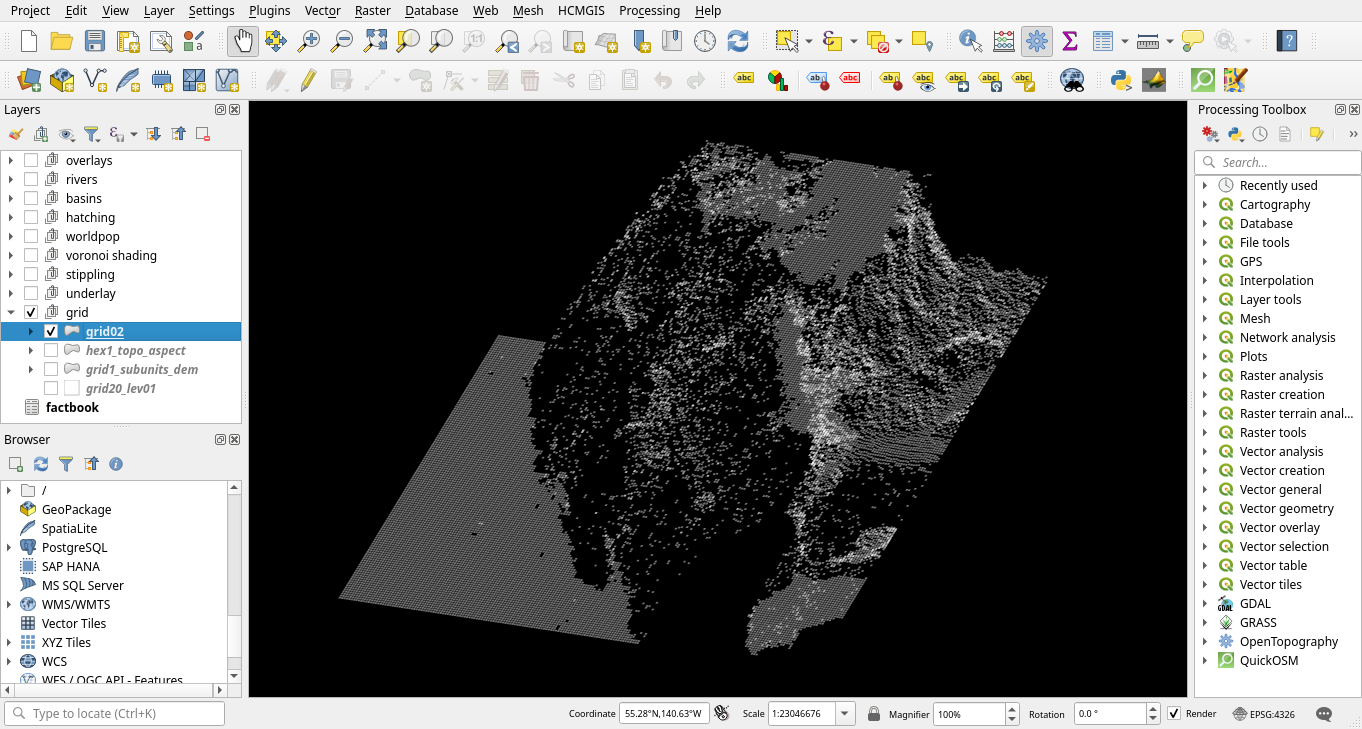 Project Edit View Layer Settings Plugins Vector Raster Database Web Mesh HCMGIS Processing Help
1:1
abc abc abc abc abc abc abc abc
Layers
overlays
rivers
basins
hatching
worldpop
voronoi shading
stippling
underlay
grid
grid02
hex1_topo_aspect
grid1_subunits_dem
grid20_lev01
factbook
Browser
/
GeoPackage
SpatiaLite
PostgreSQL
SAP HANA
MS SQL Server
WMS/WMTS
Vector Tiles
XYZ Tiles
WCS
WFS / OGC API - Features
Processing Toolbox
»
Search...
Recently used
Cartography
Database
File tools
GPS
Interpolation
Layer tools
Mesh
Network analysis
Plots
Raster analysis
Raster creation
Raster terrain anal...
Raster tools
Vector analysis
Vector creation
Vector general
Vector geometry
Vector overlay
Vector selection
Vector table
Vector tiles
GDAL
GRASS
OpenTopography
QuickOSM
Type to locate (Ctrl+K)
Coordinate 55.28°N,140.63°W Scale 1:23046676 Magnifier 100% Rotation 0.0 ° Render EPSG:4326